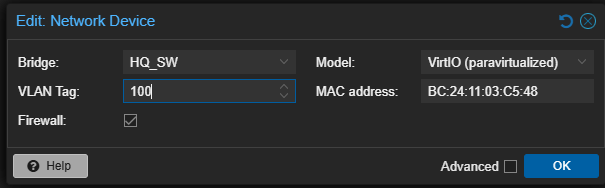 Edit: Network Device
Bridge: HQ_SW Model: VirtIO (paravirtualized)
VLAN Tag: 100 MAC address: BC:24:11:03:C5:48
Firewall:
? Help Advanced OK